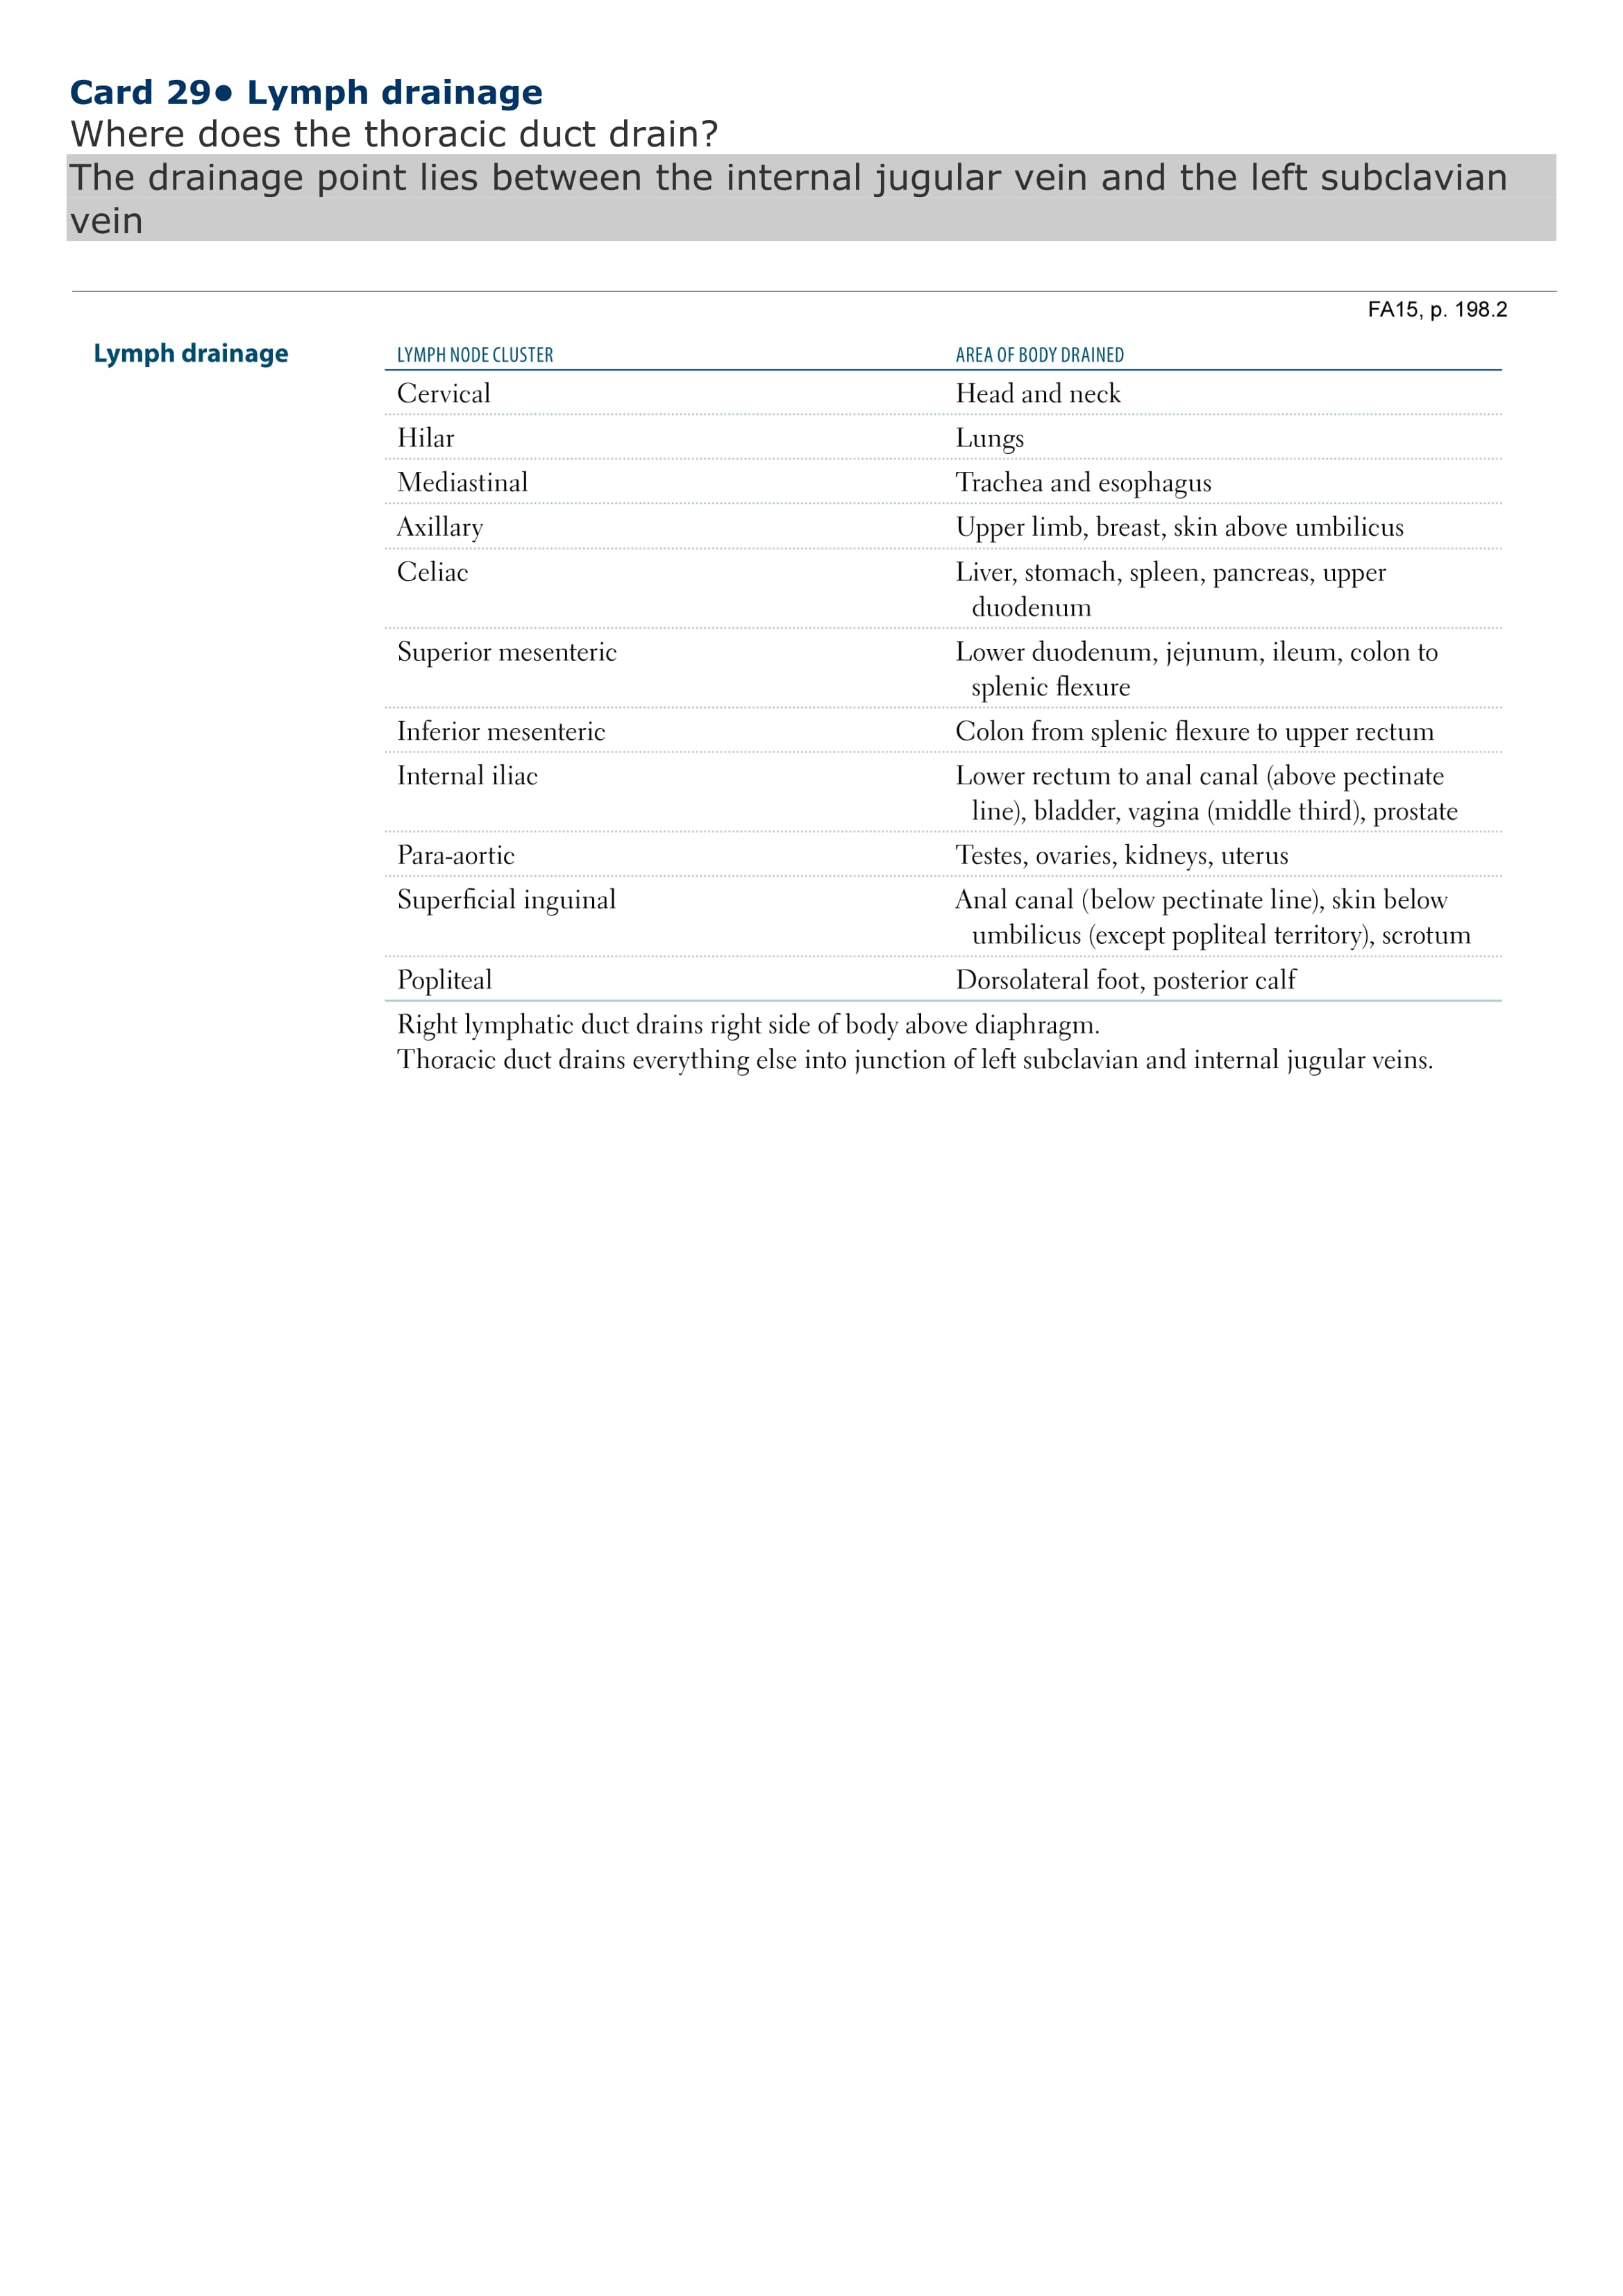 Card 29● Lymph drainage
Where does the thoracic duct drain?
The drainage point lies between the internal jugular vein and the left subclavian
vein
FA15, p. 198.2
Lymph drainage
LYMPH NODE CLUSTER AREA OF BODY DRAINED
Cervical Head and neck
Hilar Lungs
Mediastinal Trachea and esophagus
Axillary Upper limb, breast, skin above umbilicus
Celiac Liver, stomach, spleen, pancreas, upper
duodenum
Superior mesenteric Lower duodenum, jejunum, ileum, colon to
splenic flexure
Inferior mesenteric Colon from splenic flexure to upper rectum
Internal iliac Lower rectum to anal canal (above pectinate
line), bladder, vagina (middle third), prostate
Para-aortic Testes, ovaries, kidneys, uterus
Superficial inguinal Anal canal (below pectinate line), skin below
umbilicus (except popliteal territory), scrotum
Popliteal Dorsolateral foot, posterior calf
Right lymphatic duct drains right side of body above diaphragm.
Thoracic duct drains everything else into junction of left subclavian and internal jugular veins.